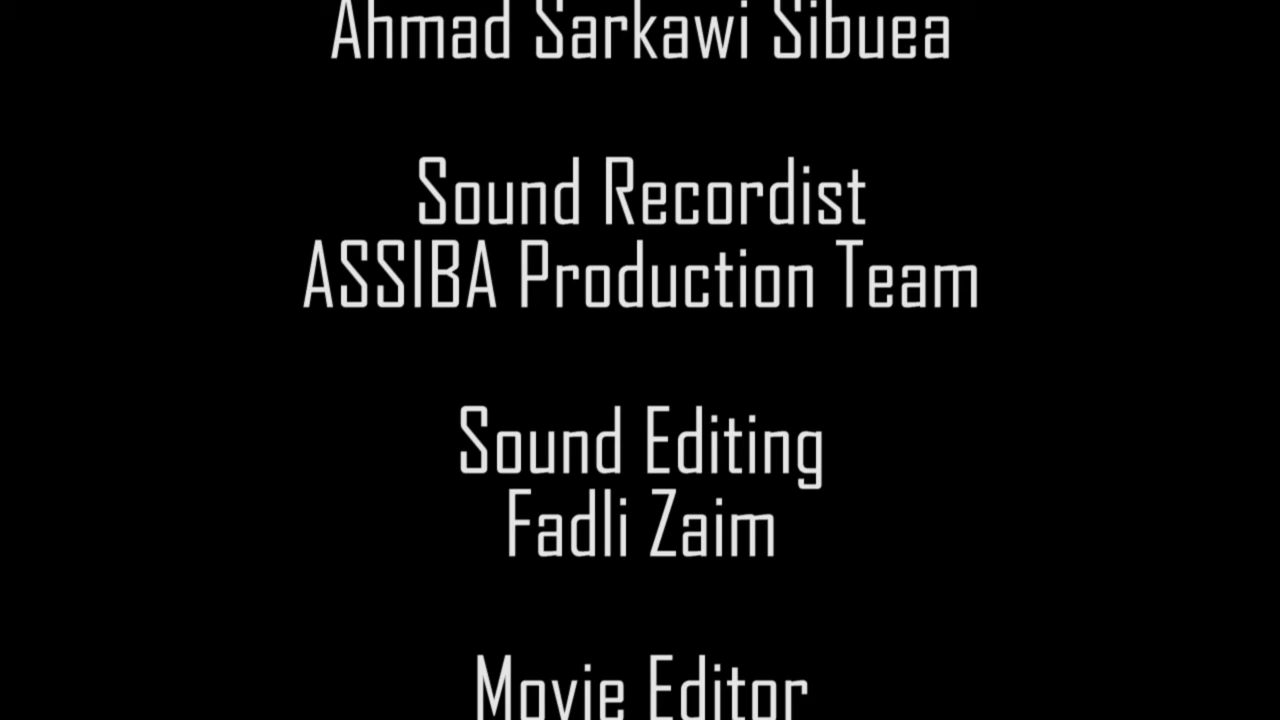 Ahmad Sarkawi Sibuea
Sound Recordist
ASSIBA Production Team
Sound Editing
Fadli Zaim
Movie Editor